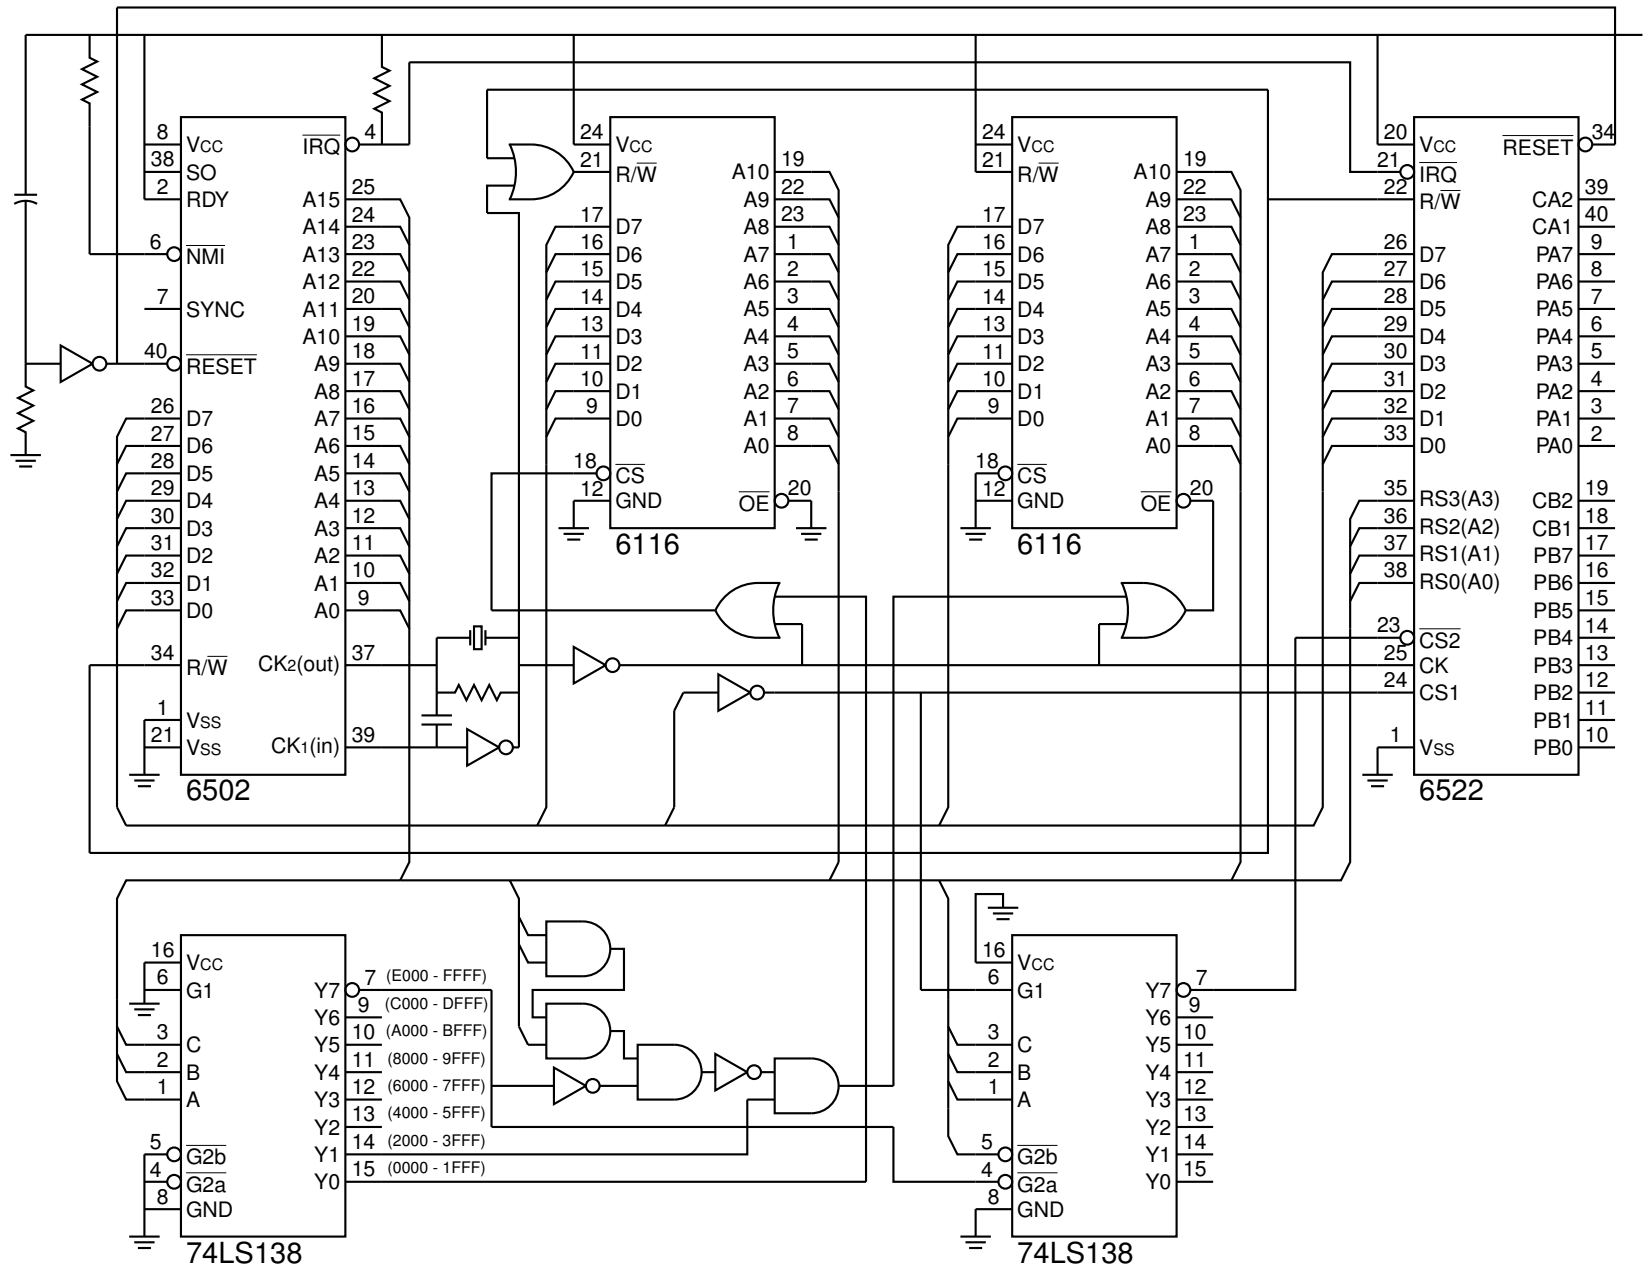 8 VCC
38 SO
2 RDY
6 NMI
7 SYNC
40 RESET
26 D7
27 D6
28 D5
29 D4
30 D3
31 D2
32 D1
33 D0
34 R/W
1 VSS
21 VSS
IRQ 4
A15 25
A14 24
A13 23
A12 22
A11 20
A10 19
A9 18
A8 17
A7 16
A6 15
A5 14
A4 13
A3 12
A2 11
A1 10
A0 9
CK2(out) 37
CK1(in) 39
6502
24 VCC
21 R/W
17 D7
16 D6
15 D5
14 D4
13 D3
11 D2
10 D1
9 D0
18 CS
12 GND
A10 19
A9 22
A8 23
A7 1
A6 2
A5 3
A4 4
A3 5
A2 6
A1 7
A0 8
OE 20
6116
24 VCC
21 R/W
17 D7
16 D6
15 D5
14 D4
13 D3
11 D2
10 D1
9 D0
18 CS
12 GND
A10 19
A9 22
A8 23
A7 1
A6 2
A5 3
A4 4
A3 5
A2 6
A1 7
A0 8
OE 20
6116
20 VCC
21 IRQ
22 R/W
26 D7
27 D6
28 D5
29 D4
30 D3
31 D2
32 D1
33 D0
35 RS3(A3)
36 RS2(A2)
37 RS1(A1)
38 RS0(A0)
23 CS2
25 CK
24 CS1
1 VSS
RESET 34
CA2 39
CA1 40
PA7 9
PA6 8
PA5 7
PA4 6
PA3 5
PA2 4
PA1 3
PA0 2
CB2 19
CB1 18
PB7 17
PB6 16
PB5 15
PB4 14
PB3 13
PB2 12
PB1 11
PB0 10
6522
16 VCC
6 G1
3 C
2 B
1 A
5 G2b
4 G2a
8 GND
Y7 7 (E000 - FFFF)
Y6 9 (C000 - DFFF)
Y5 10 (A000 - BFFF)
Y4 11 (8000 - 9FFF)
Y3 12 (6000 - 7FFF)
Y2 13 (4000 - 5FFF)
Y1 14 (2000 - 3FFF)
Y0 15 (0000 - 1FFF)
74LS138
16 VCC
6 G1
3 C
2 B
1 A
5 G2b
4 G2a
8 GND
Y7 7
Y6 9
Y5 10
Y4 11
Y3 12
Y2 13
Y1 14
Y0 15
74LS138